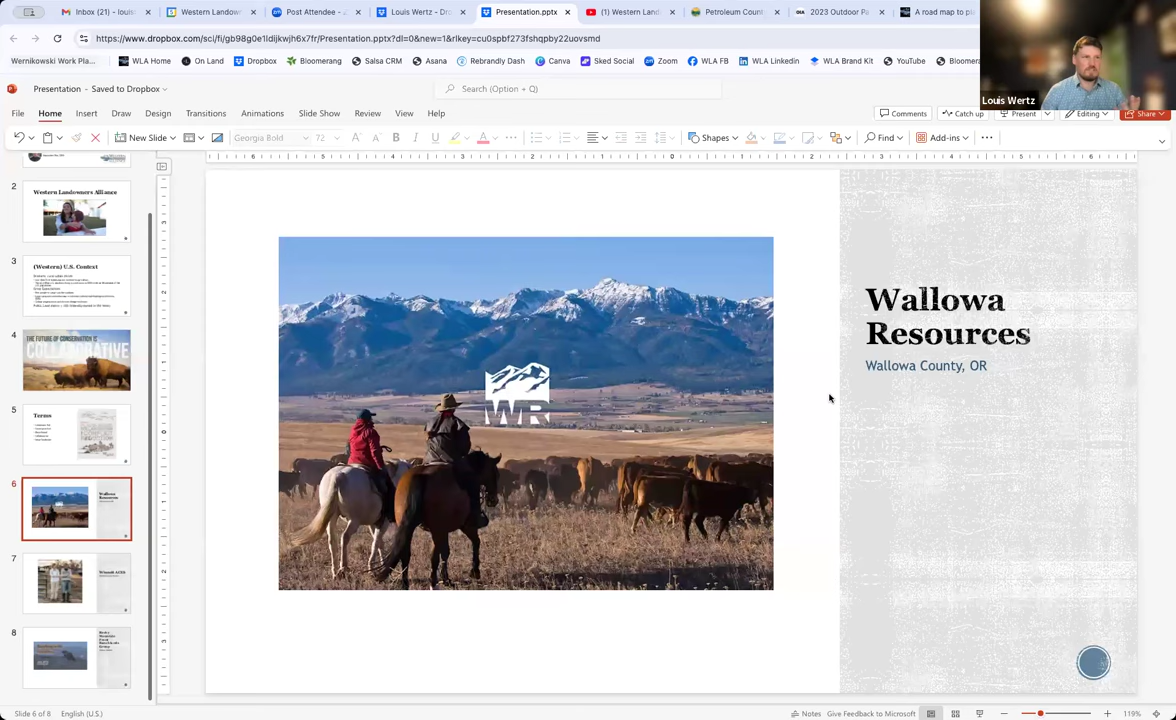 Inbox (21) – louis
Western Landown
Post Attendee – Z
Louis Wertz – Dro
Presentation.pptx
(1) Western Land
Petroleum Count
2023 Outdoor Pa
A road map to pu
https://www.dropbox.com/scl/fi/gb98g0e1ldijkwjh6x7fr/Presentation.pptx?dl=0&new=1&rlkey=cu0spbf273fshqpby22uovsmd
Wernikowski Work Pla...
WLA Home
On Land
Dropbox
Bloomerang
Salsa CRM
Asana
Rebrandly Dash
Canva
Sked Social
Zoom
WLA FB
WLA Linkedin
WLA Brand Kit
YouTube
Bloomera
Louis Wertz
Presentation - Saved to Dropbox
Search (Option + Q)
File
Home
Insert
Draw
Design
Transitions
Animations
Slide Show
Review
View
Help
Comments
Catch up
Present
Editing
Share
New Slide
Georgia Bold
72
Shapes
Find
Add-ins
2
Western Landowners Alliance
3
(Western) U.S. Context
4
THE FUTURE OF CONSERVATION IS
COLLABORATIVE
5
Terms
6
Wallowa
Resources
7
8
WR
Wallowa
Resources
Wallowa County, OR
Slide 6 of 8
English (U.S.)
Notes
Give Feedback to Microsoft
119%